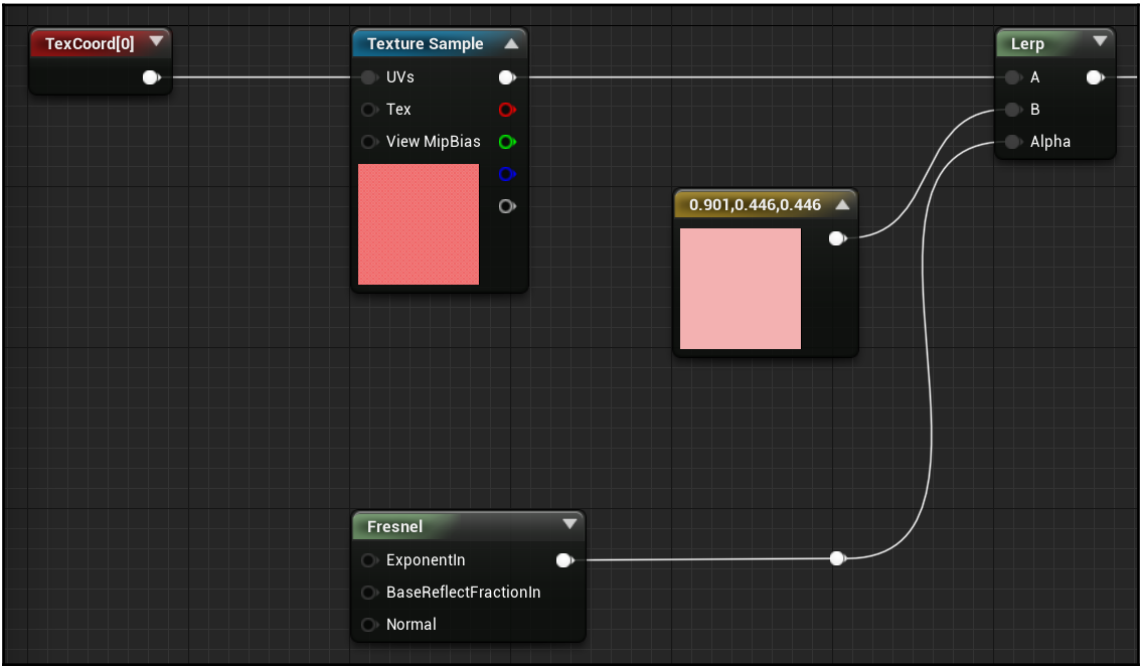 TexCoord[0]
Texture Sample
UVs
Tex
View MipBias
Lerp
A
B
Alpha
0.901,0.446,0.446
Fresnel
ExponentIn
BaseReflectFractionIn
Normal